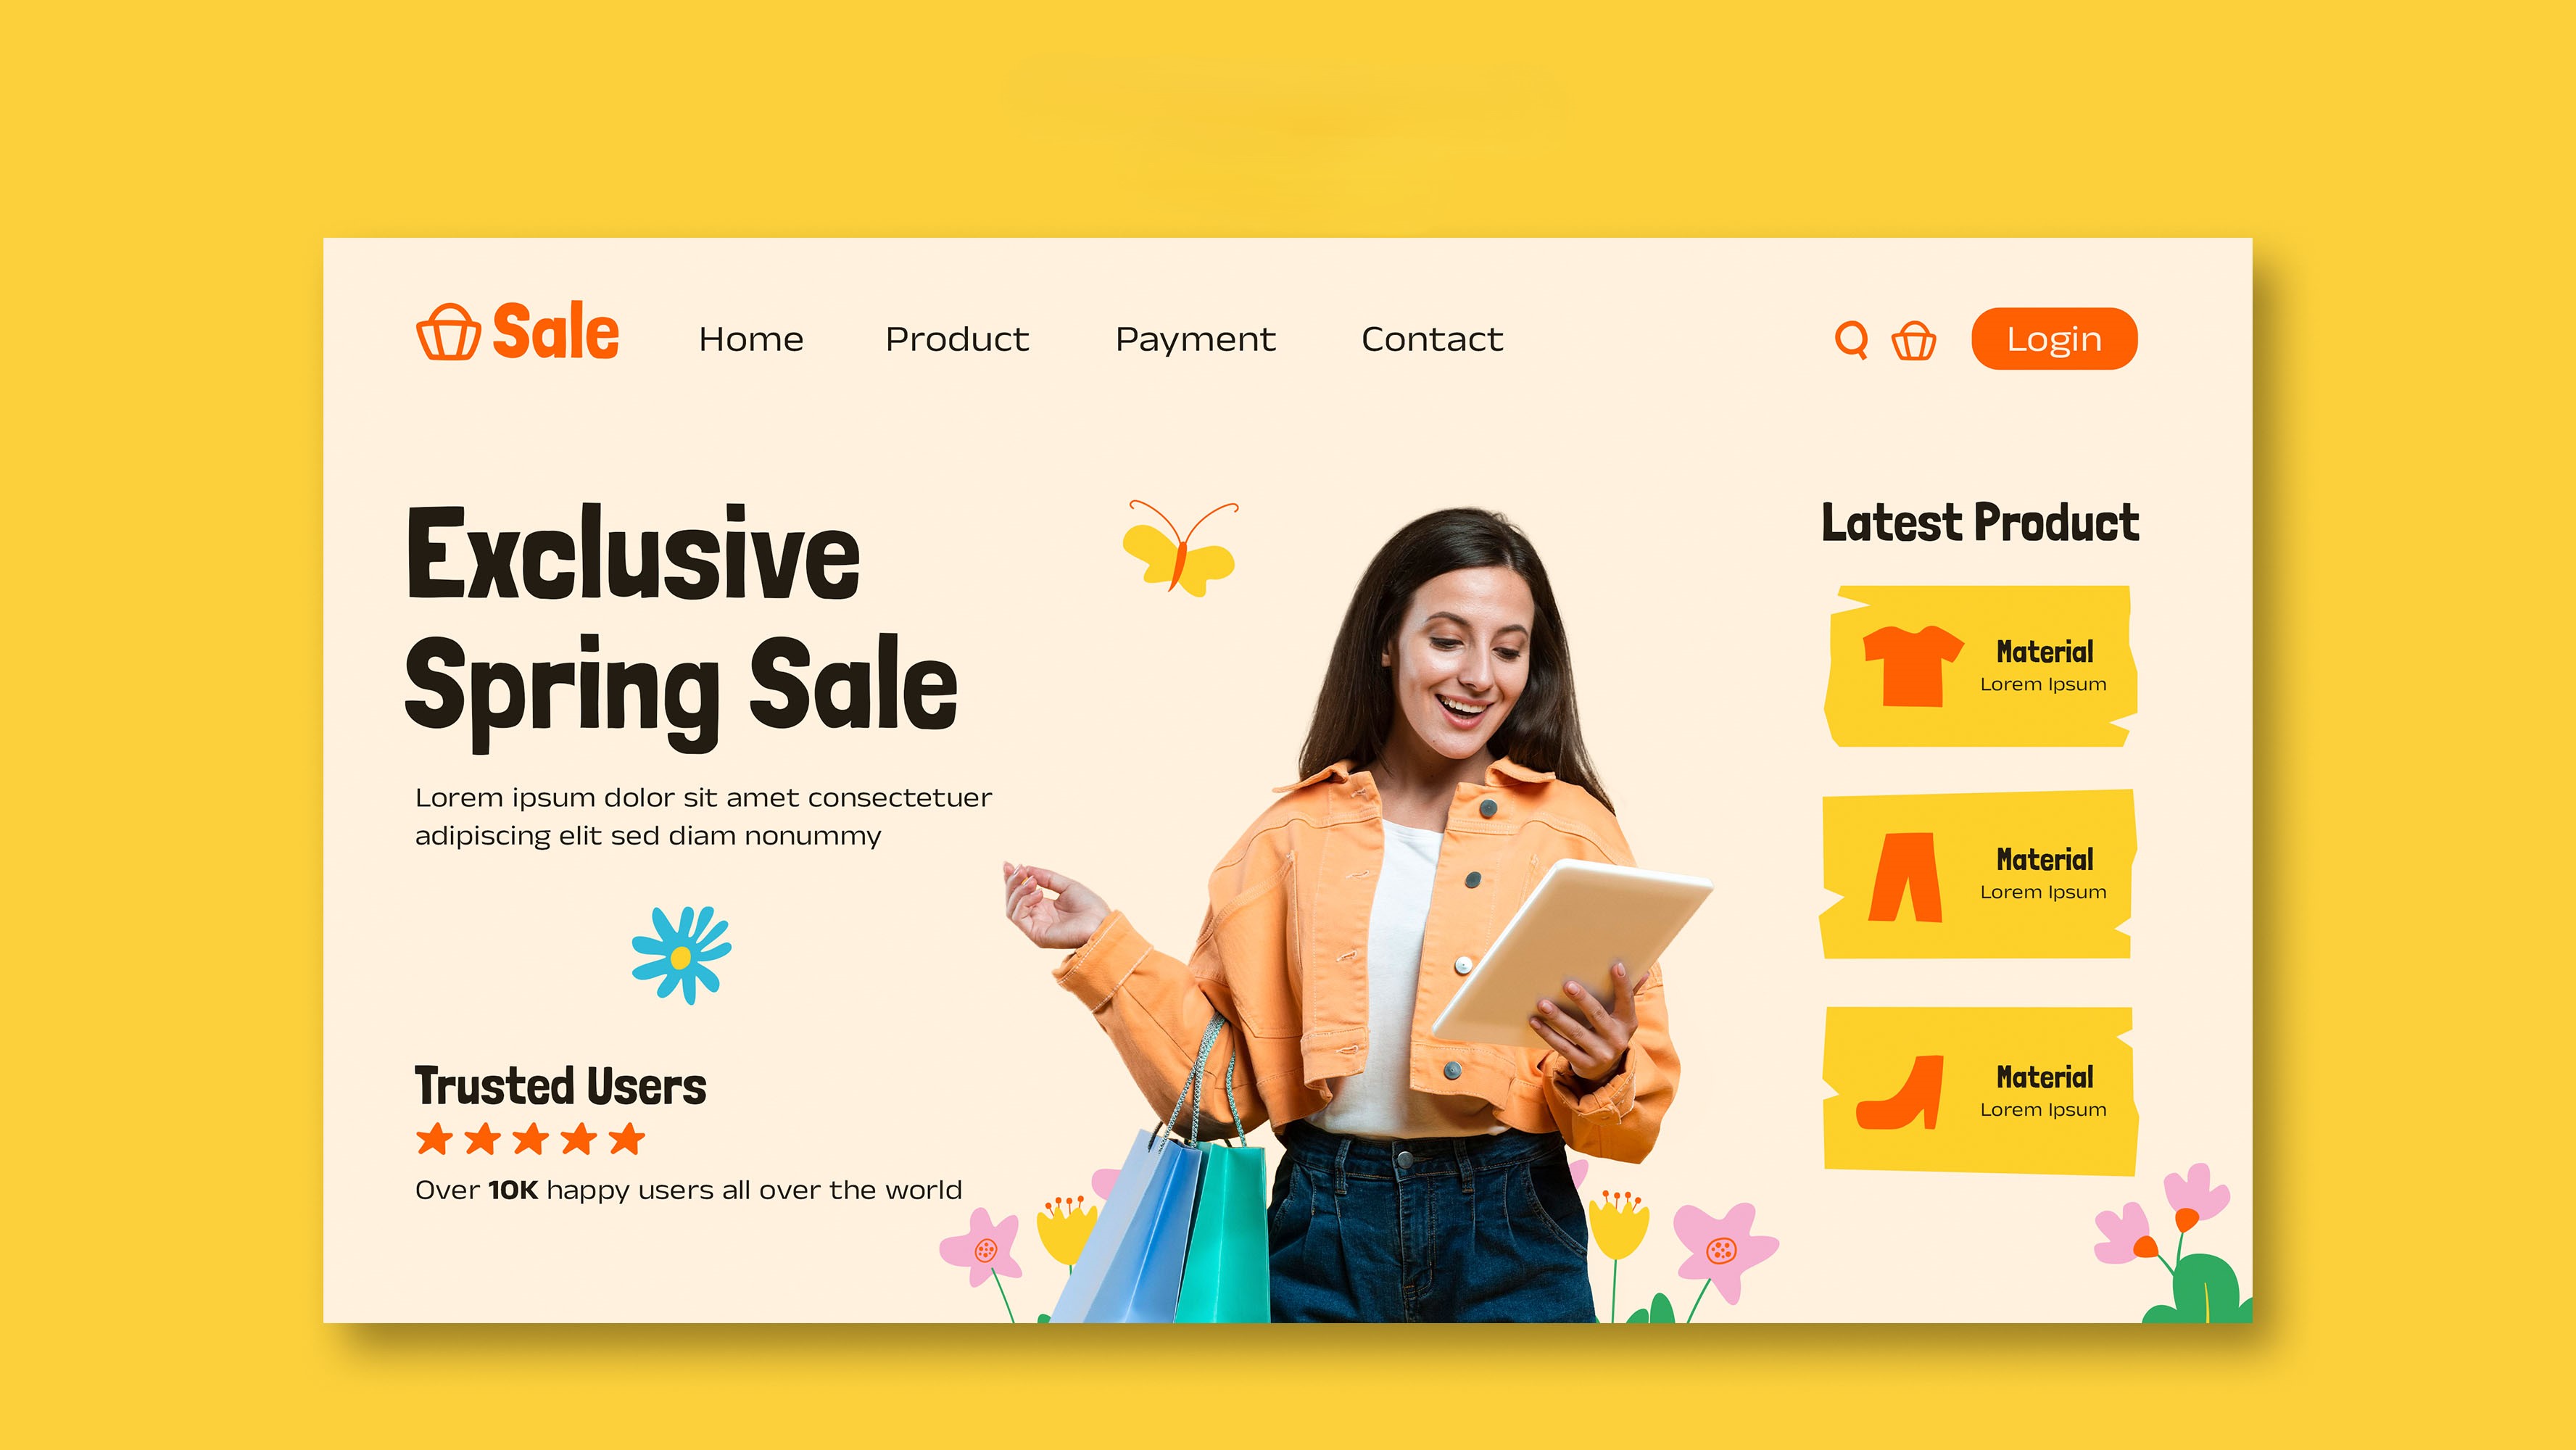 Sale
Home
Product
Payment
Contact
Login
Exclusive
Spring Sale
Lorem ipsum dolor sit amet consectetuer
adipiscing elit sed diam nonummy
Trusted Users
Over 10K happy users all over the world
Latest Product
Material
Lorem Ipsum
Material
Lorem Ipsum
Material
Lorem Ipsum